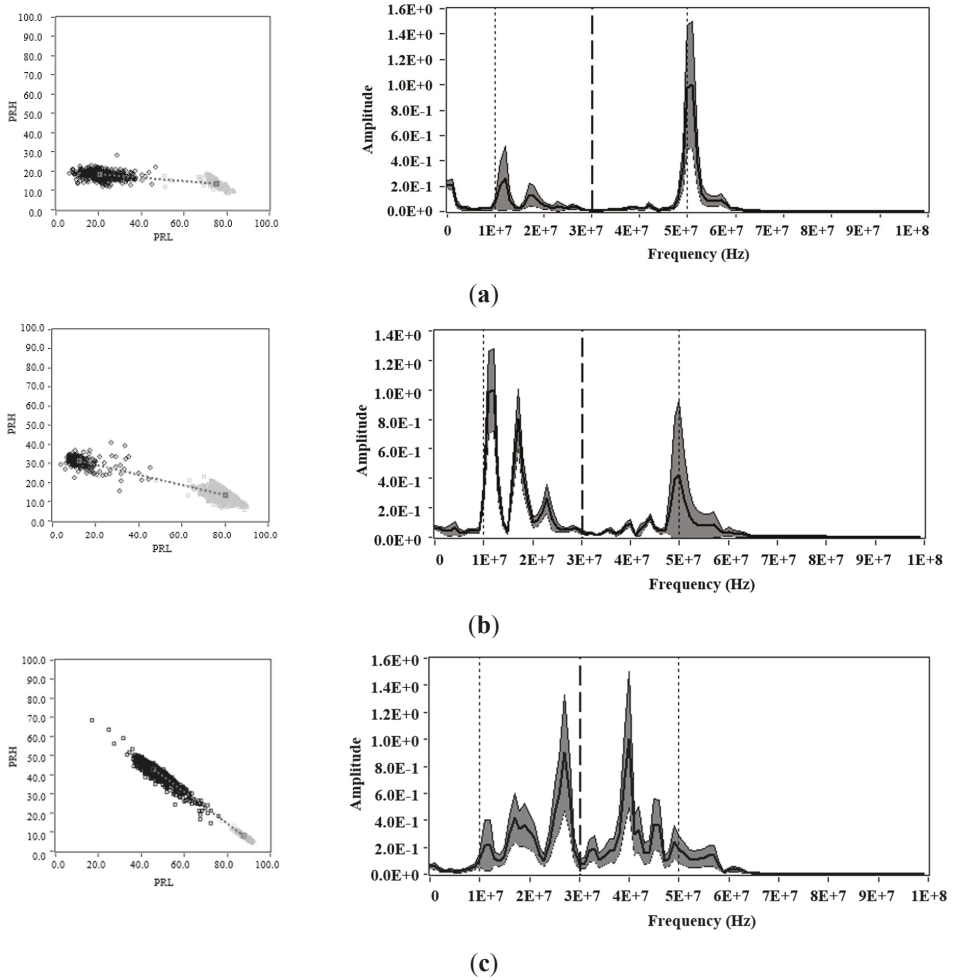 100.0
90.0
80.0
70.0
60.0
50.0
40.0
30.0
20.0
10.0
0.0
PRH
0.0 20.0 40.0 60.0 80.0 100.0
PRL
1.6E+0
1.4E+0
1.2E+0
1.0E+0
8.0E-1
6.0E-1
4.0E-1
2.0E-1
0.0E+0
Amplitude
0 1E+7 2E+7 3E+7 4E+7 5E+7 6E+7 7E+7 8E+7 9E+7 1E+8
Frequency (Hz)
(a)
100.0
90.0
80.0
70.0
60.0
50.0
40.0
30.0
20.0
10.0
0.0
PRH
0.0 20.0 40.0 60.0 80.0 100.0
PRL
1.4E+0
1.2E+0
1.0E+0
8.0E-1
6.0E-1
4.0E-1
2.0E-1
0.0E+0
Amplitude
0 1E+7 2E+7 3E+7 4E+7 5E+7 6E+7 7E+7 8E+7 9E+7 1E+8
Frequency (Hz)
(b)
100.0
90.0
80.0
70.0
60.0
50.0
40.0
30.0
20.0
10.0
0.0
PRH
0.0 20.0 40.0 60.0 80.0 100.0
PRL
1.6E+0
1.4E+0
1.2E+0
1.0E+0
8.0E-1
6.0E-1
4.0E-1
2.0E-1
0.0E+0
Amplitude
0 1E+7 2E+7 3E+7 4E+7 5E+7 6E+7 7E+7 8E+7 9E+7 1E+8
Frequency (Hz)
(c)